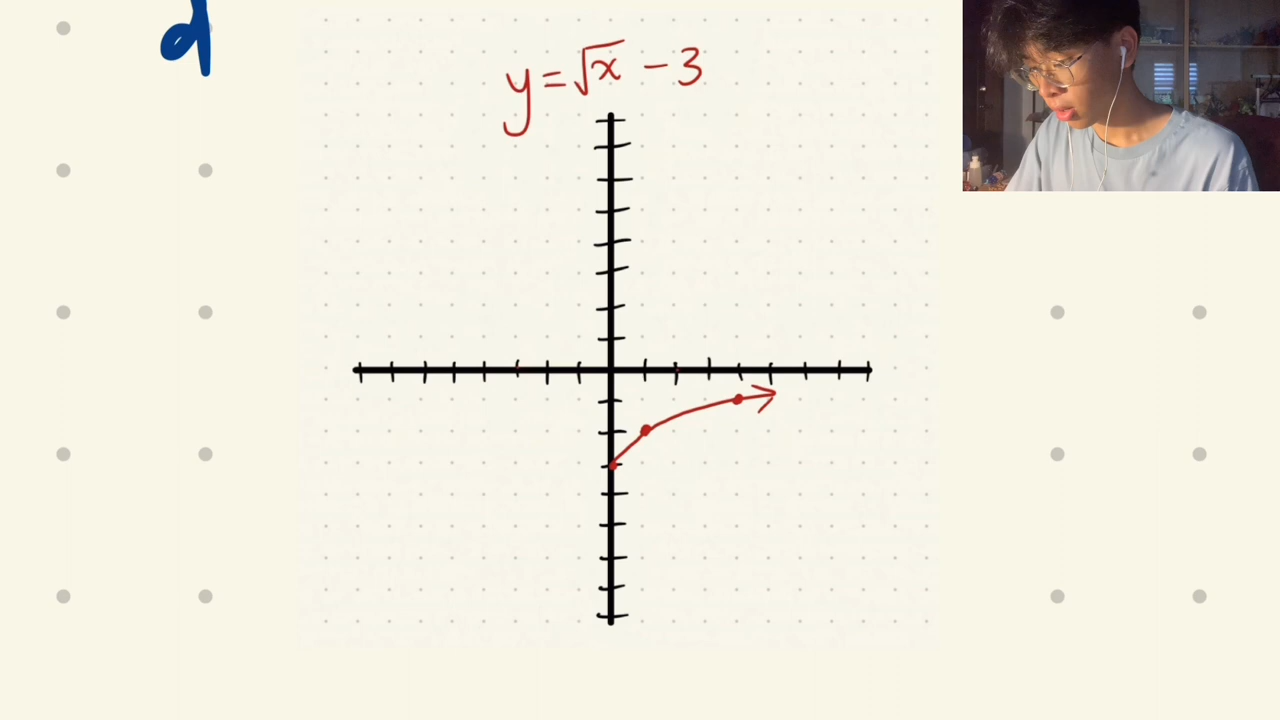 d
y = √x - 3